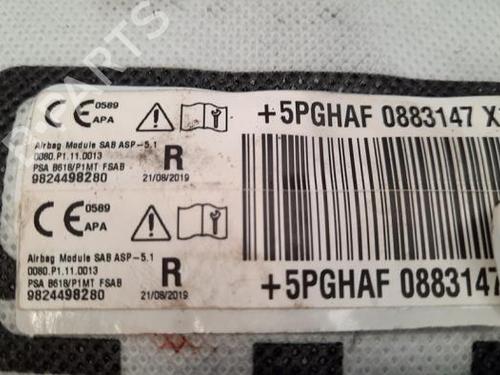 PARTS
CE 0589
APA
+5PGHAF 0883147 X
Airbag Module SAB ASP-5.1
0080.P1.11.0013
R
PSA B618/P1MT FSAB
9824498280
21/08/2019
CE 0589
APA
Airbag Module SAB ASP-5.1
0080.P1.11.0013
R
PSA B618/P1MT FSAB
9824498280
21/08/2019
+5PGHAF 0883147